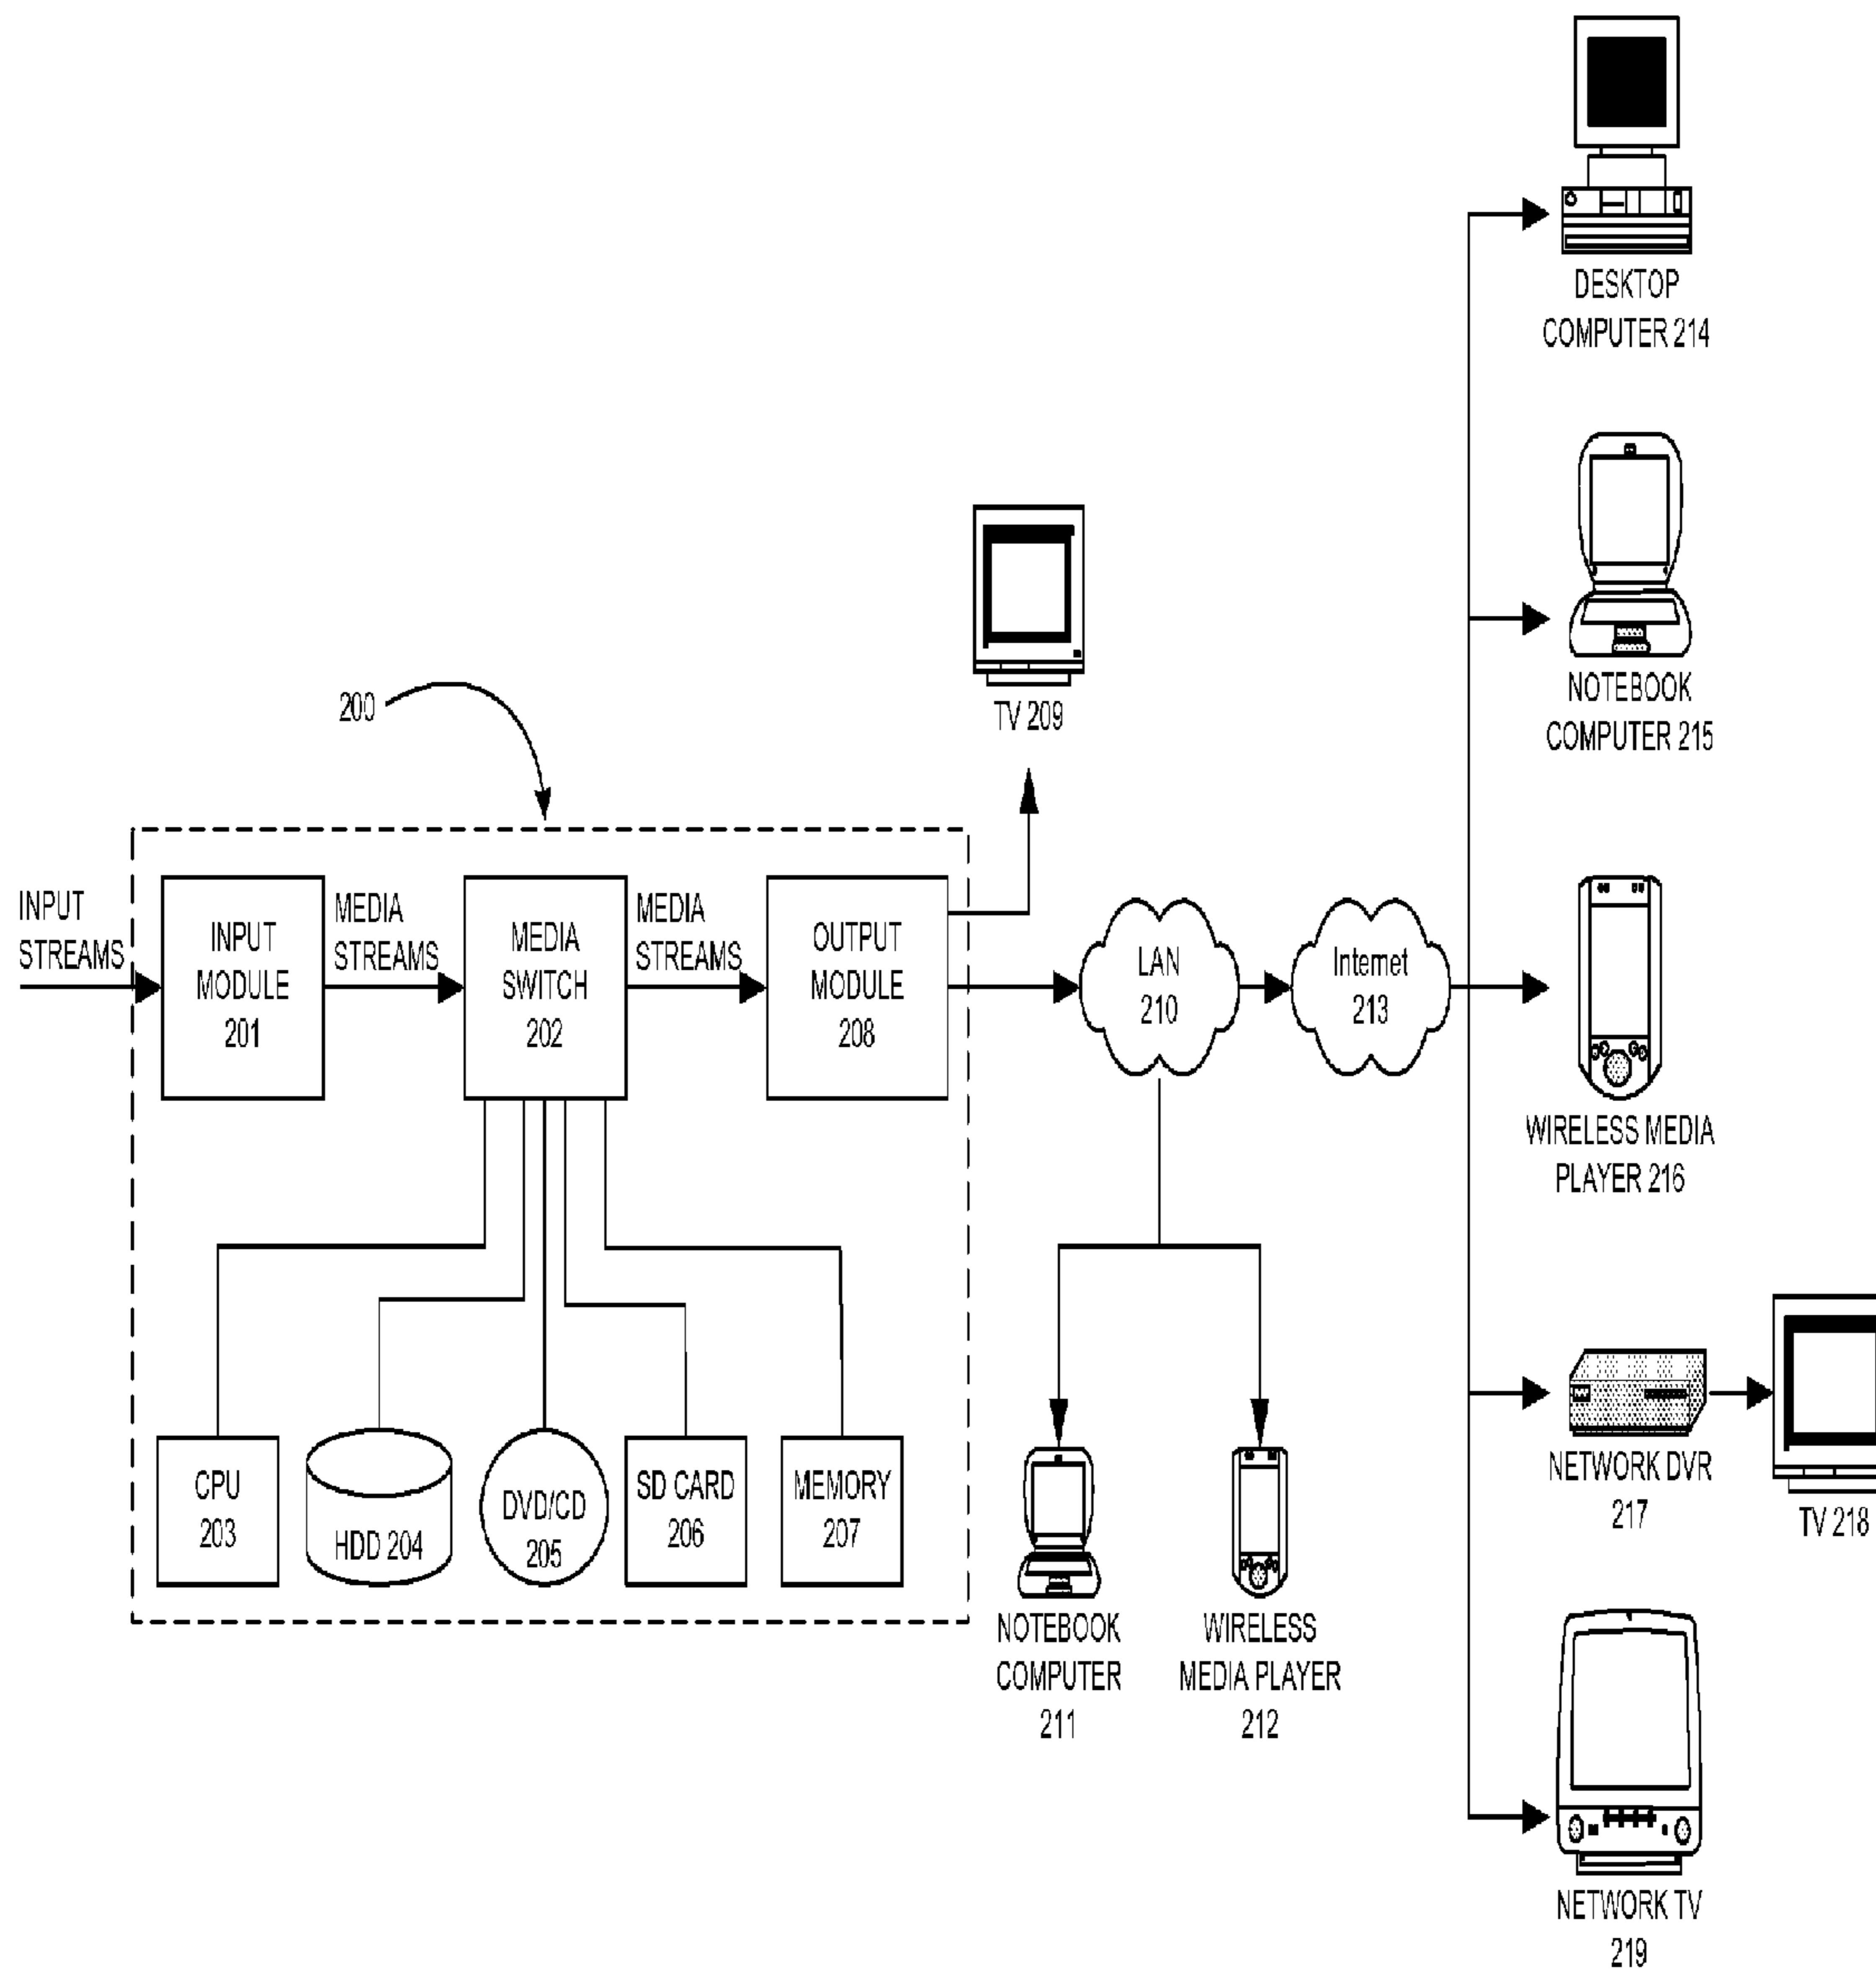 DESKTOP
COMPUTER 214
NOTEBOOK
COMPUTER 215
TV 209
200
INPUT
STREAMS
INPUT
MODULE
201
MEDIA
STREAMS
MEDIA
SWITCH
202
MEDIA
STREAMS
OUTPUT
MODULE
208
LAN
210
Internet
213
WIRELESS MEDIA
PLAYER 216
CPU
203
HDD 204
DVD/CD
205
SD CARD
206
MEMORY
207
NETWORK DVR
217
TV 218
NOTEBOOK
COMPUTER
211
WIRELESS
MEDIA PLAYER
212
NETWORK TV
219